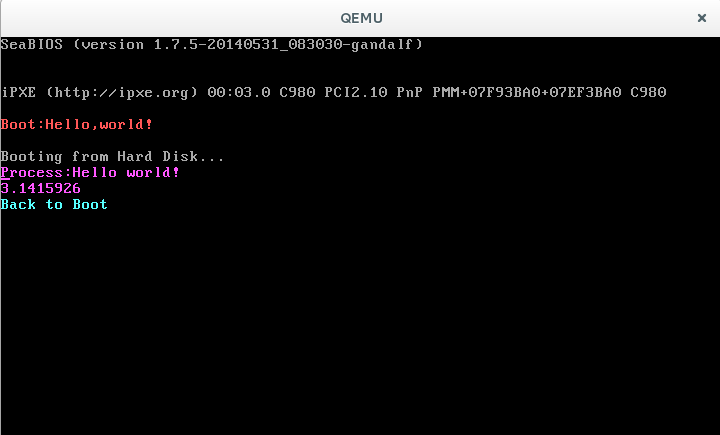 QEMU
×
SeaBIOS (version 1.7.5-20140531_083030-gandalf)
iPXE (http://ipxe.org) 00:03.0 C980 PCI2.10 PnP PMM+07F93BA0+07EF3BA0 C980
Boot:Hello,world!
Booting from Hard Disk...
Process:Hello world!
3.1415926
Back to Boot